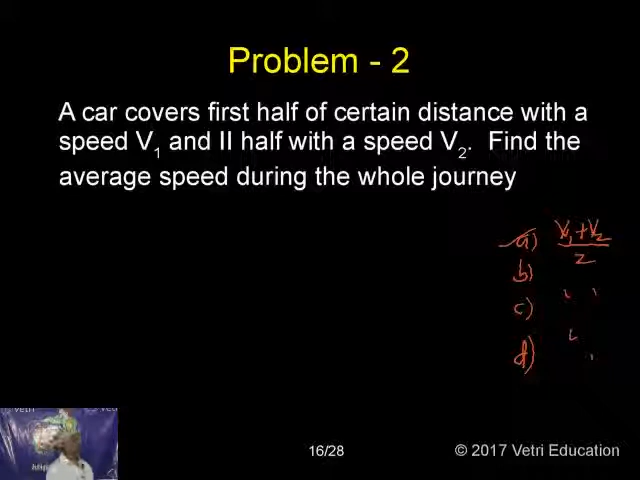 Problem - 2
A car covers first half of certain distance with a
speed V₁ and II half with a speed V₂. Find the
average speed during the whole journey
a) V₁+V₂
2
b)
c)
d)
16/28
© 2017 Vetri Education